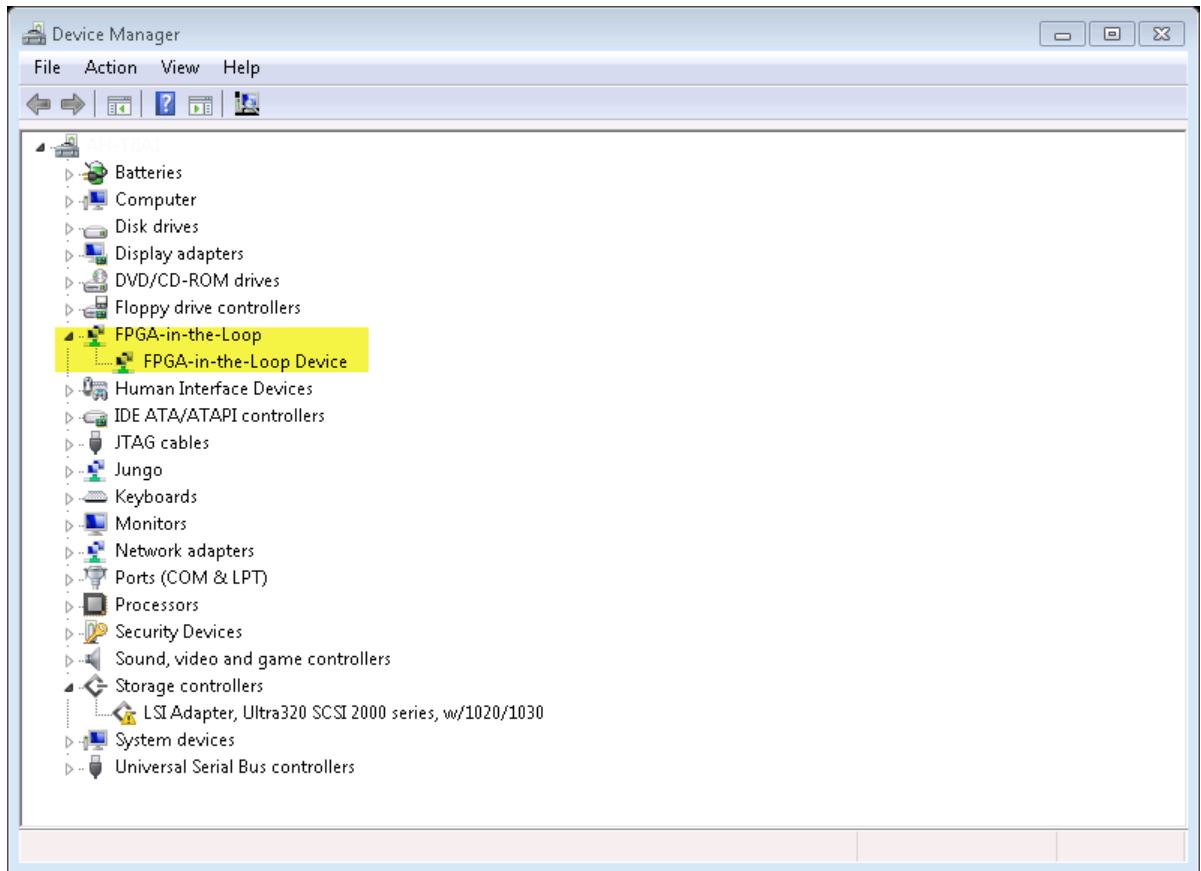 Device Manager
File Action View Help
Batteries
Computer
Disk drives
Display adapters
DVD/CD-ROM drives
Floppy drive controllers
FPGA-in-the-Loop
FPGA-in-the-Loop Device
Human Interface Devices
IDE ATA/ATAPI controllers
JTAG cables
Jungo
Keyboards
Monitors
Network adapters
Ports (COM & LPT)
Processors
Security Devices
Sound, video and game controllers
Storage controllers
LSI Adapter, Ultra320 SCSI 2000 series, w/1020/1030
System devices
Universal Serial Bus controllers